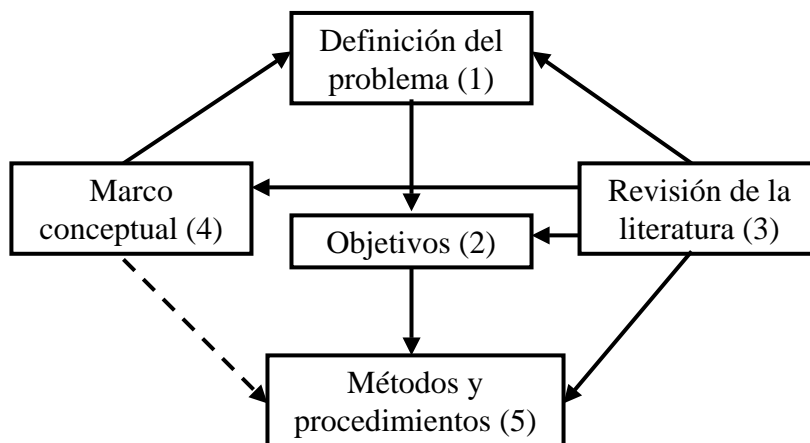 Definición del
problema (1)
Marco
conceptual (4)
Revisión de la
literatura (3)
Objetivos (2)
Métodos y
procedimientos (5)